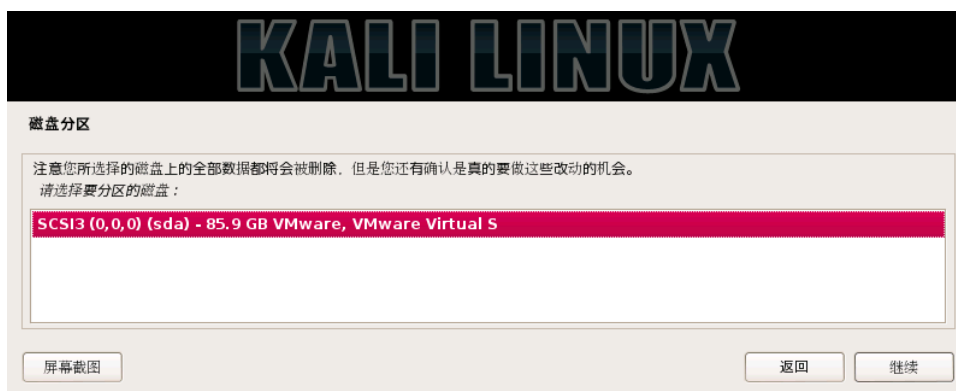 KALI LINUX
磁盘分区
注意您所选择的磁盘上的全部数据都将会被删除，但是您还有确认是真的要做这些改动的机会。
请选择要分区的磁盘：
SCSI3 (0,0,0) (sda) - 85.9 GB VMware, VMware Virtual S
屏幕截图
返回
继续